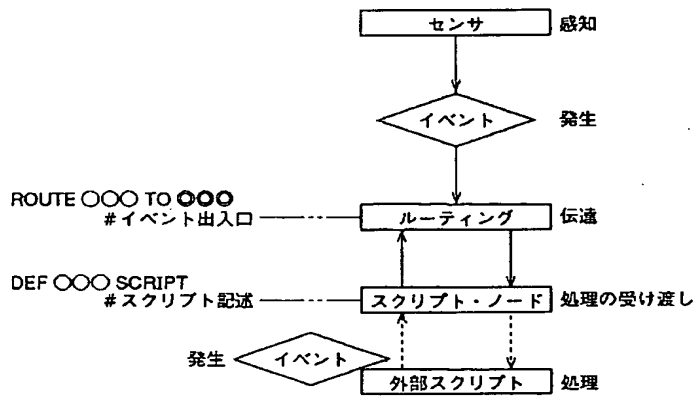 センサ 感知
イベント 発生
ROUTE ○○○ TO ◎◎◎
#イベント出入口 ルーティング 伝達
DEF ○○○ SCRIPT
#スクリプト記述 スクリプト・ノード 処理の受け渡し
発生 イベント
外部スクリプト 処理